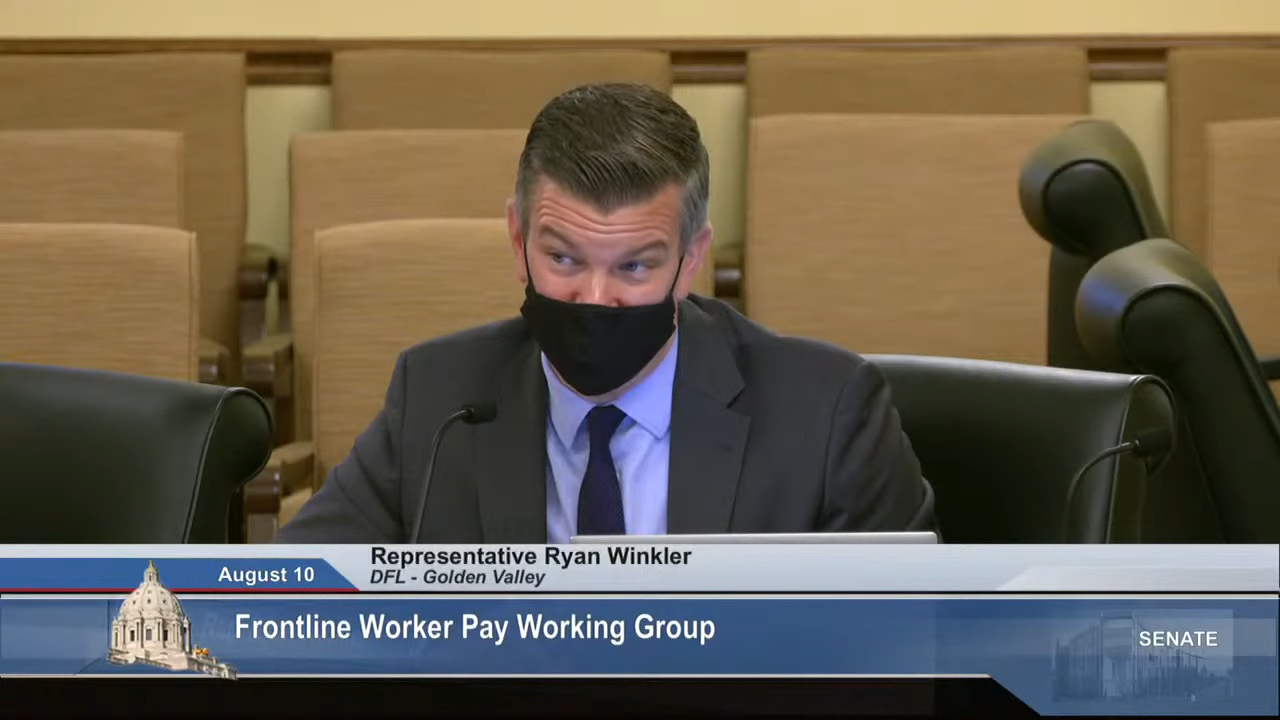 Representative Ryan Winkler
August 10
DFL - Golden Valley
Frontline Worker Pay Working Group
SENATE